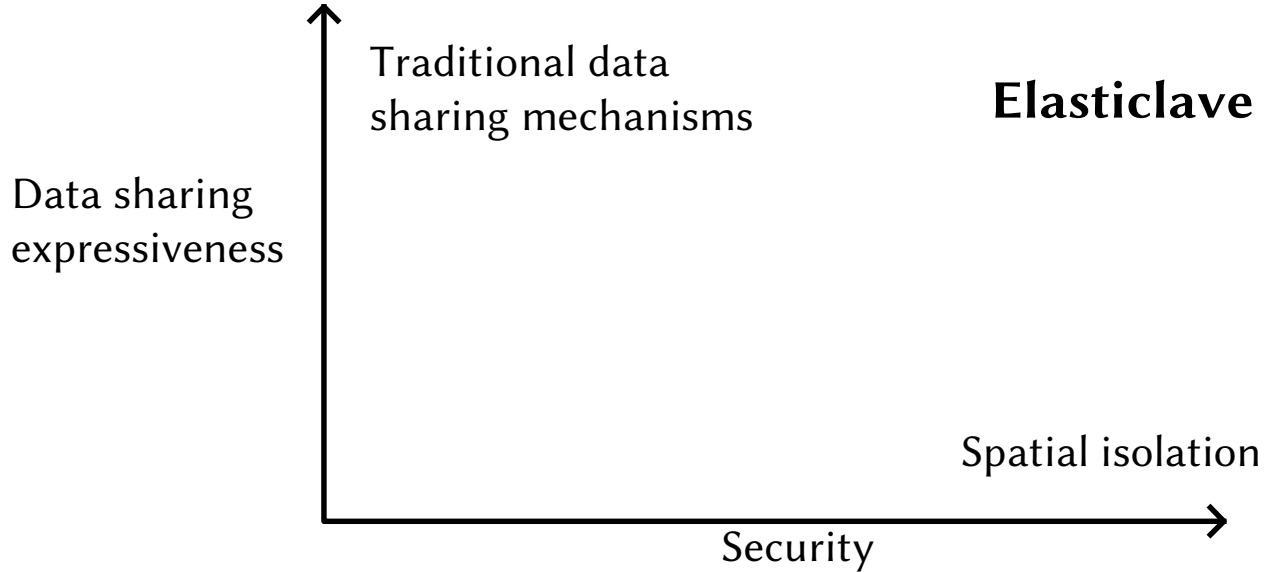 Traditional data
sharing mechanisms
Elasticlave
Data sharing
expressiveness
Spatial isolation
Security